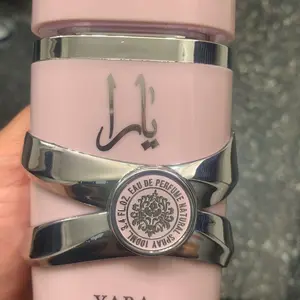 يارا
EAU DE PERFUME NATURAL SPRAY 100ML 3.4 FL.OZ.
YARA